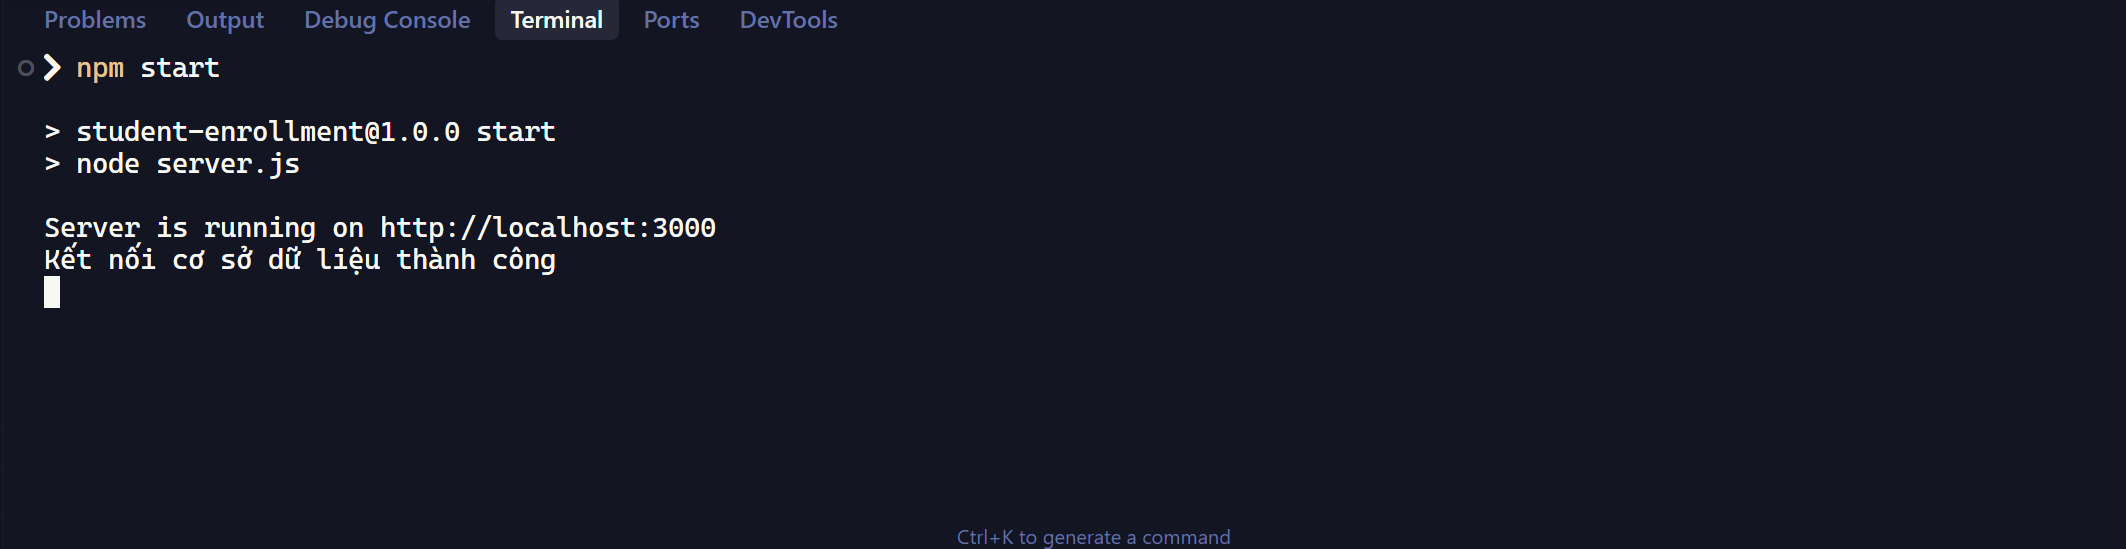 Problems Output Debug Console Terminal Ports DevTools
❯ npm start
> student-enrollment@1.0.0 start
> node server.js
Server is running on http://localhost:3000
Kết nối cơ sở dữ liệu thành công
Ctrl+K to generate a command